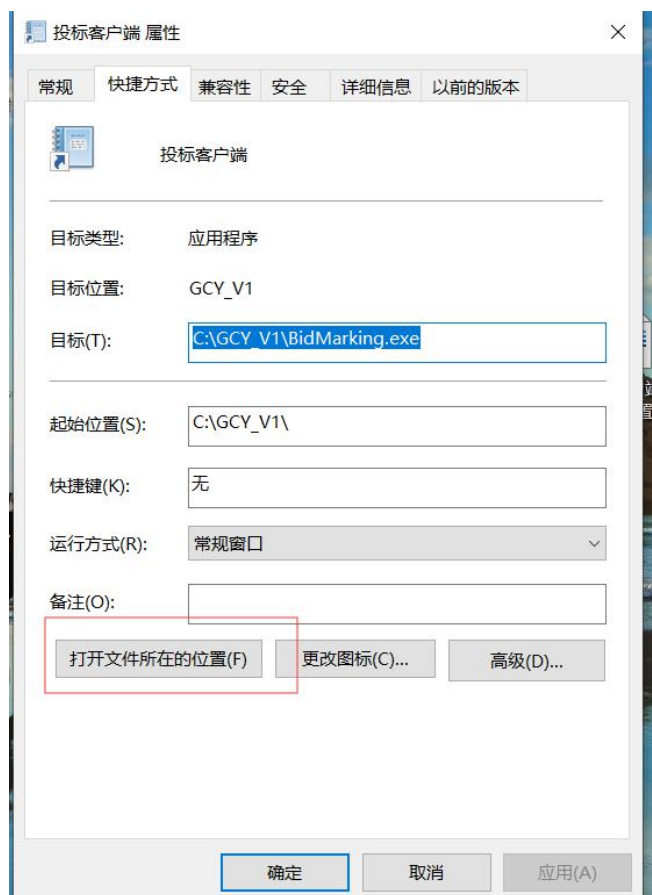 投标客户端 属性
常规 快捷方式 兼容性 安全 详细信息 以前的版本
投标客户端
目标类型: 应用程序
目标位置: GCY_V1
目标(T): C:\GCY_V1\BidMarking.exe
起始位置(S): C:\GCY_V1\
快捷键(K): 无
运行方式(R): 常规窗口
备注(O):
打开文件所在的位置(F) 更改图标(C)... 高级(D)...
确定 取消 应用(A)